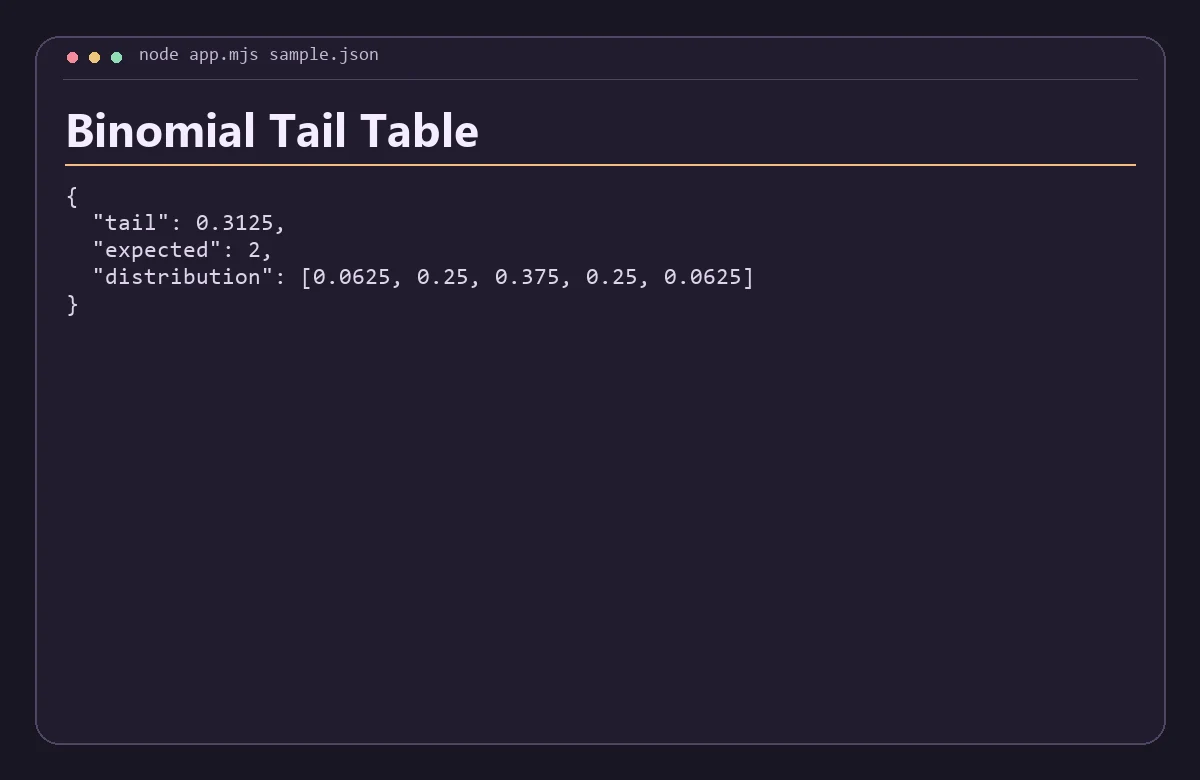 node app.mjs sample.json
Binomial Tail Table
{
  "tail": 0.3125,
  "expected": 2,
  "distribution": [0.0625, 0.25, 0.375, 0.25, 0.0625]
}